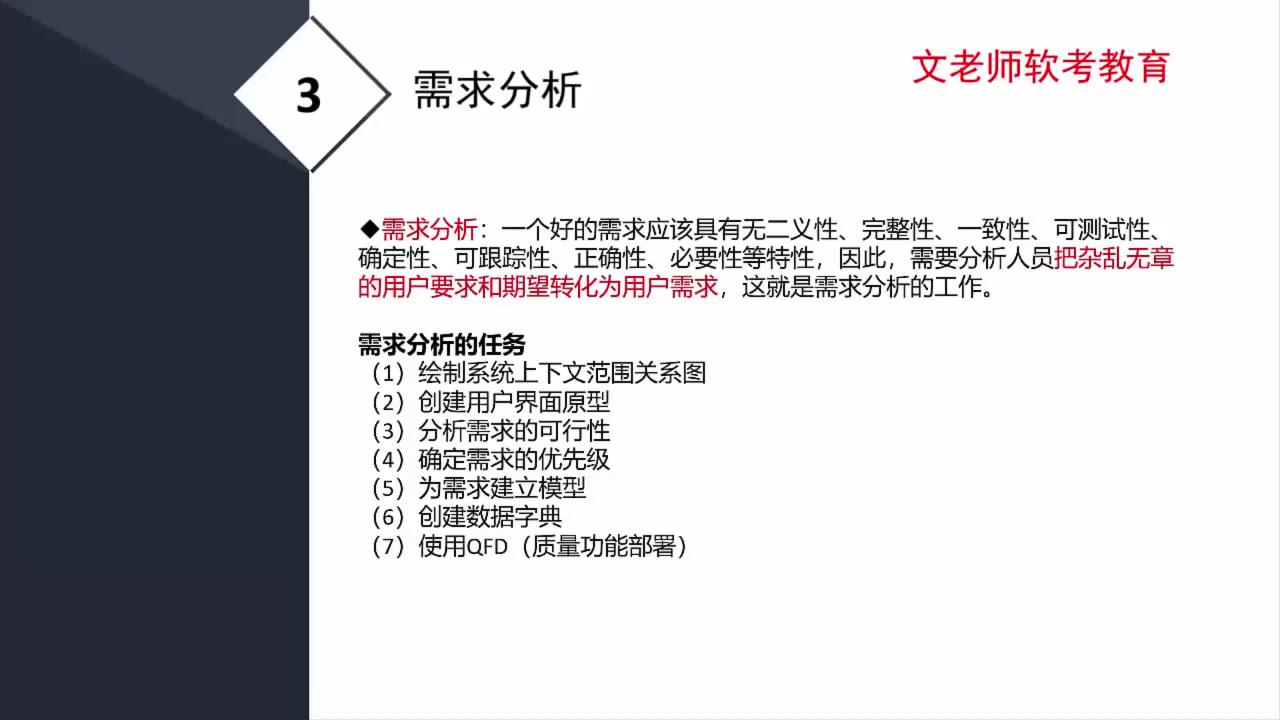 3
需求分析
文老师软考教育
◆需求分析：一个好的需求应该具有无二义性、完整性、一致性、可测试性、
确定性、可跟踪性、正确性、必要性等特性，因此，需要分析人员把杂乱无章
的用户要求和期望转化为用户需求，这就是需求分析的工作。
需求分析的任务
（1）绘制系统上下文范围关系图
（2）创建用户界面原型
（3）分析需求的可行性
（4）确定需求的优先级
（5）为需求建立模型
（6）创建数据字典
（7）使用QFD（质量功能部署）